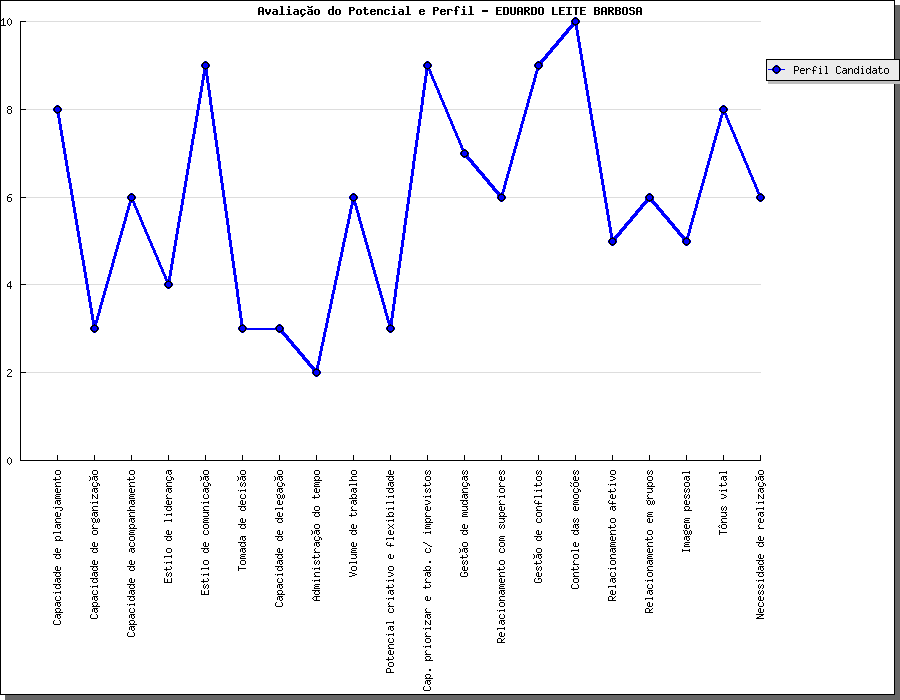 Avaliação do Potencial e Perfil - EDUARDO LEITE BARBOSA
10
8
6
4
2
0
Perfil Candidato
Capacidade de planejamento
Capacidade de organização
Capacidade de acompanhamento
Estilo de liderança
Estilo de comunicação
Tomada de decisão
Capacidade de delegação
Administração do tempo
Volume de trabalho
Potencial criativo e flexibilidade
Cap. priorizar e trab. c/ imprevistos
Gestão de mudanças
Relacionamento com superiores
Gestão de conflitos
Controle das emoções
Relacionamento afetivo
Relacionamento em grupos
Imagem pessoal
Tônus vital
Necessidade de realização